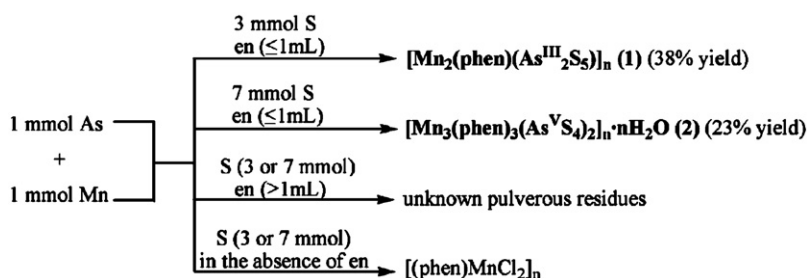 1 mmol As
+
1 mmol Mn
3 mmol S
en (≤1mL)
[Mn₂(phen)(Asᴵᴵᴵ₂S₅)]ₙ (1) (38% yield)
7 mmol S
en (≤1mL)
[Mn₃(phen)₃(AsⱽS₄)₂]ₙ·nH₂O (2) (23% yield)
S (3 or 7 mmol)
en (>1mL)
unknown pulverous residues
S (3 or 7 mmol)
in the absence of en
[(phen)MnCl₂]ₙ